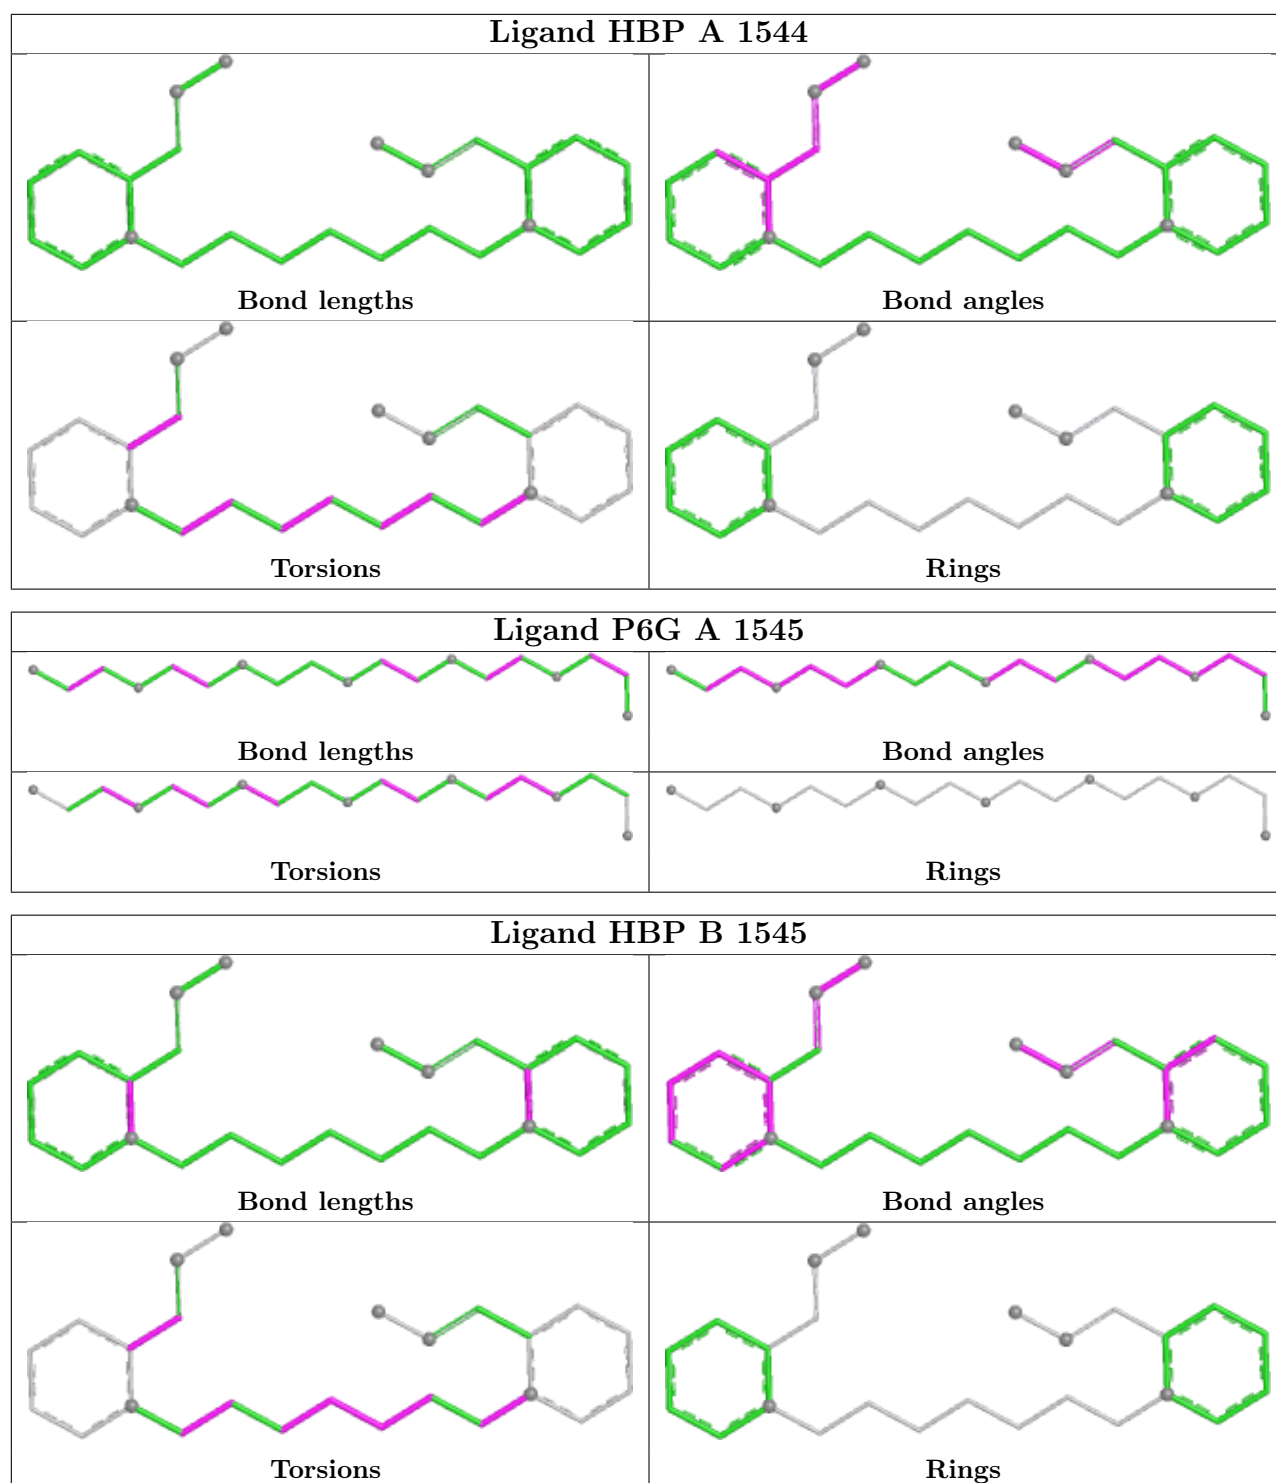 Ligand HBP A 1544
Bond lengths
Bond angles
Torsions
Rings
Ligand P6G A 1545
Bond lengths
Bond angles
Torsions
Rings
Ligand HBP B 1545
Bond lengths
Bond angles
Torsions
Rings